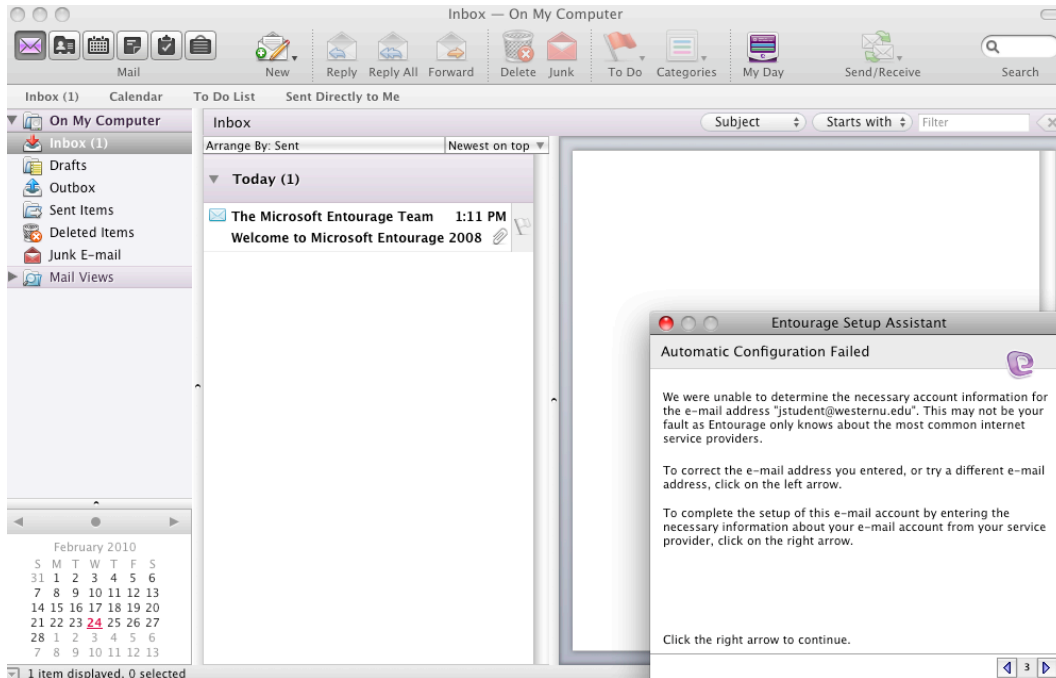 Inbox — On My Computer
Mail
New
Reply
Reply All
Forward
Delete
Junk
To Do
Categories
My Day
Send/Receive
Search
Inbox (1)
Calendar
To Do List
Sent Directly to Me
On My Computer
Inbox (1)
Drafts
Outbox
Sent Items
Deleted Items
Junk E-mail
Mail Views
Inbox
Subject
Starts with
Filter
Arrange By: Sent
Newest on top
Today (1)
The Microsoft Entourage Team 1:11 PM
Welcome to Microsoft Entourage 2008
Entourage Setup Assistant
Automatic Configuration Failed
We were unable to determine the necessary account information for
the e-mail address "jstudent@westernu.edu". This may not be your
fault as Entourage only knows about the most common internet
service providers.
To correct the e-mail address you entered, or try a different e-mail
address, click on the left arrow.
To complete the setup of this e-mail account by entering the
necessary information about your e-mail account from your service
provider, click on the right arrow.
Click the right arrow to continue.
3
February 2010
S M T W T F S
31 1 2 3 4 5 6
7 8 9 10 11 12 13
14 15 16 17 18 19 20
21 22 23 24 25 26 27
28 1 2 3 4 5 6
7 8 9 10 11 12 13
1 item displayed, 0 selected